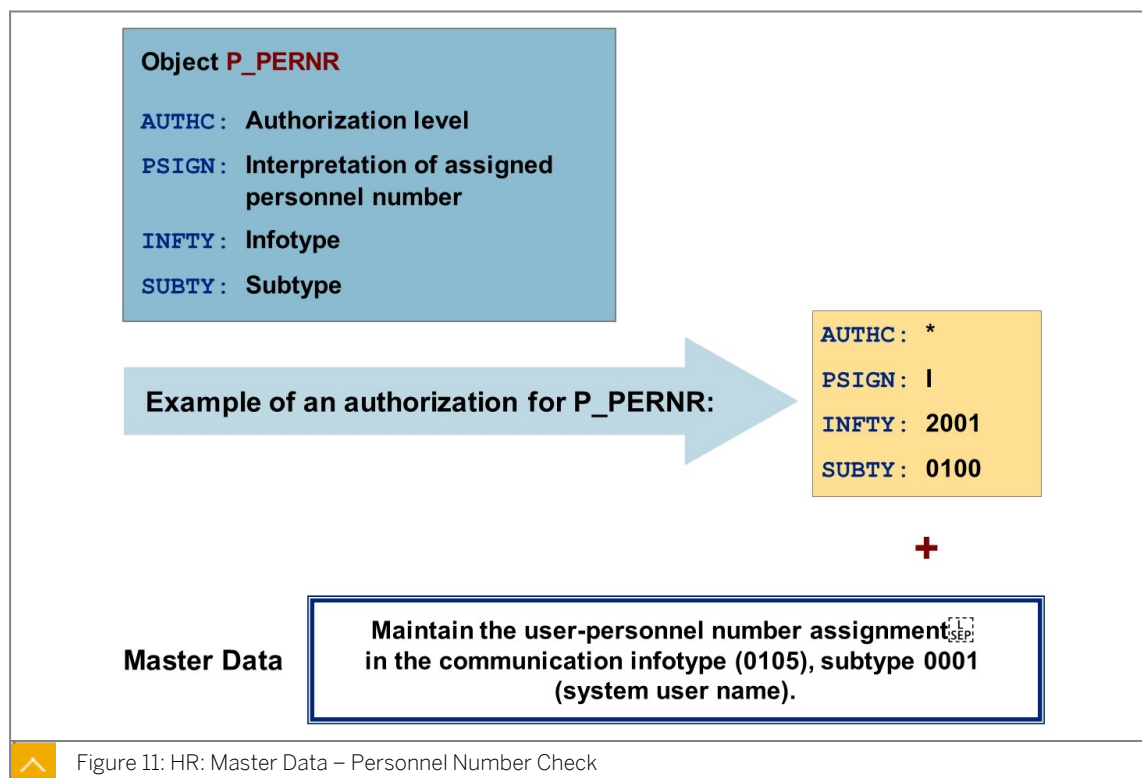 Object P_PERNR
AUTHC: Authorization level
PSIGN: Interpretation of assigned
personnel number
INFTY: Infotype
SUBTY: Subtype
Example of an authorization for P_PERNR:
AUTHC: *
PSIGN: I
INFTY: 2001
SUBTY: 0100
+
Master Data
Maintain the user-personnel number assignment L SEP
in the communication infotype (0105), subtype 0001
(system user name).
Figure 11: HR: Master Data – Personnel Number Check